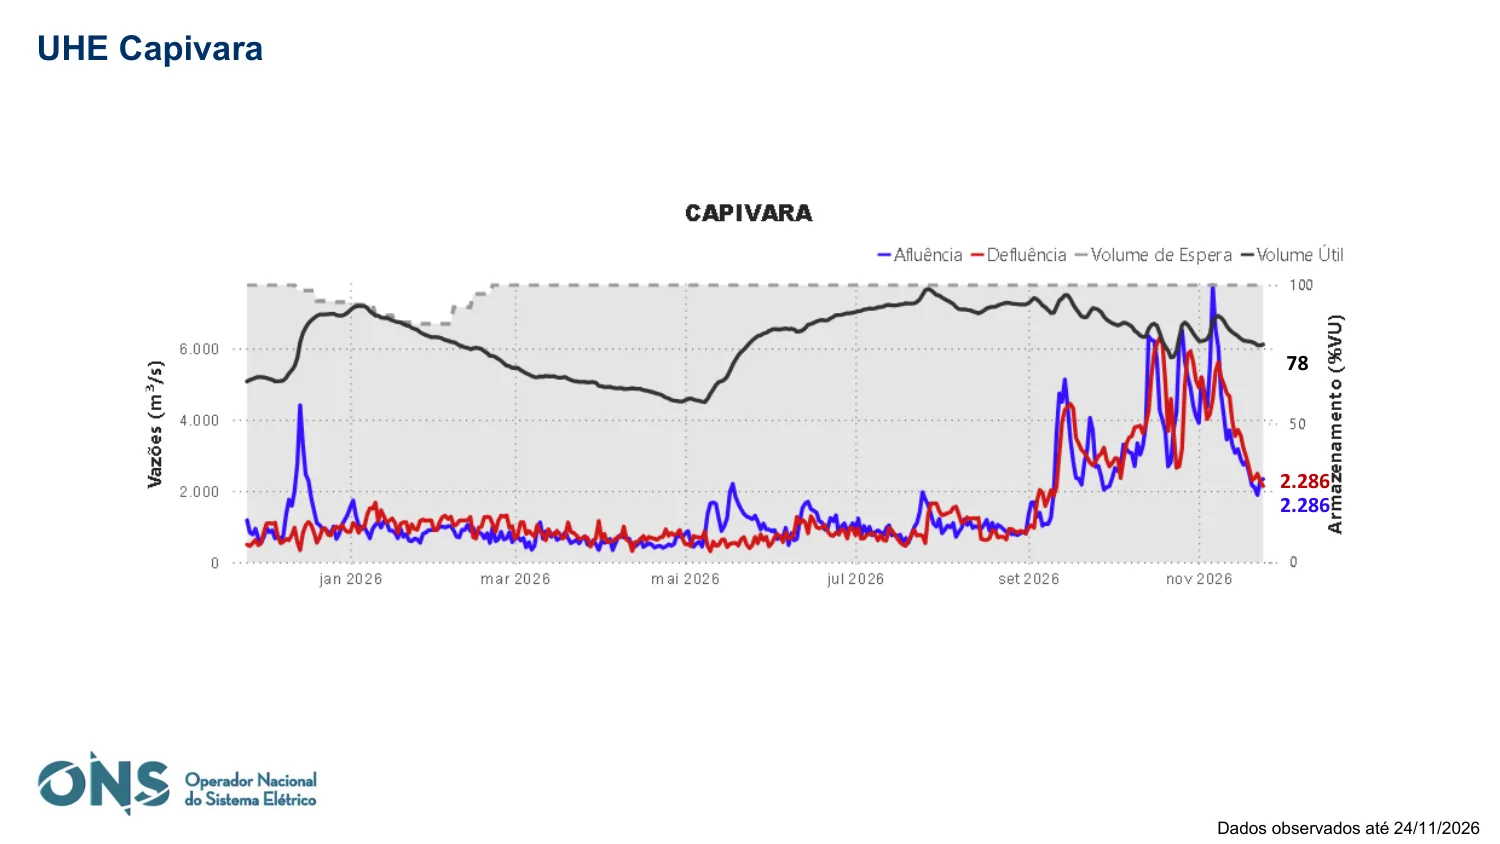 UHE Capivara
CAPIVARA
Afluência Defluência Volume de Espera Volume Útil
100
6.000
78
4.000
50
2.286
2.000
2.286
0
0
Vazões (m³/s)
Armazenamento (%VU)
jan 2026 mar 2026 mai 2026 jul 2026 set 2026 nov 2026
ONS
Operador Nacional
do Sistema Elétrico
Dados observados até 24/11/2026